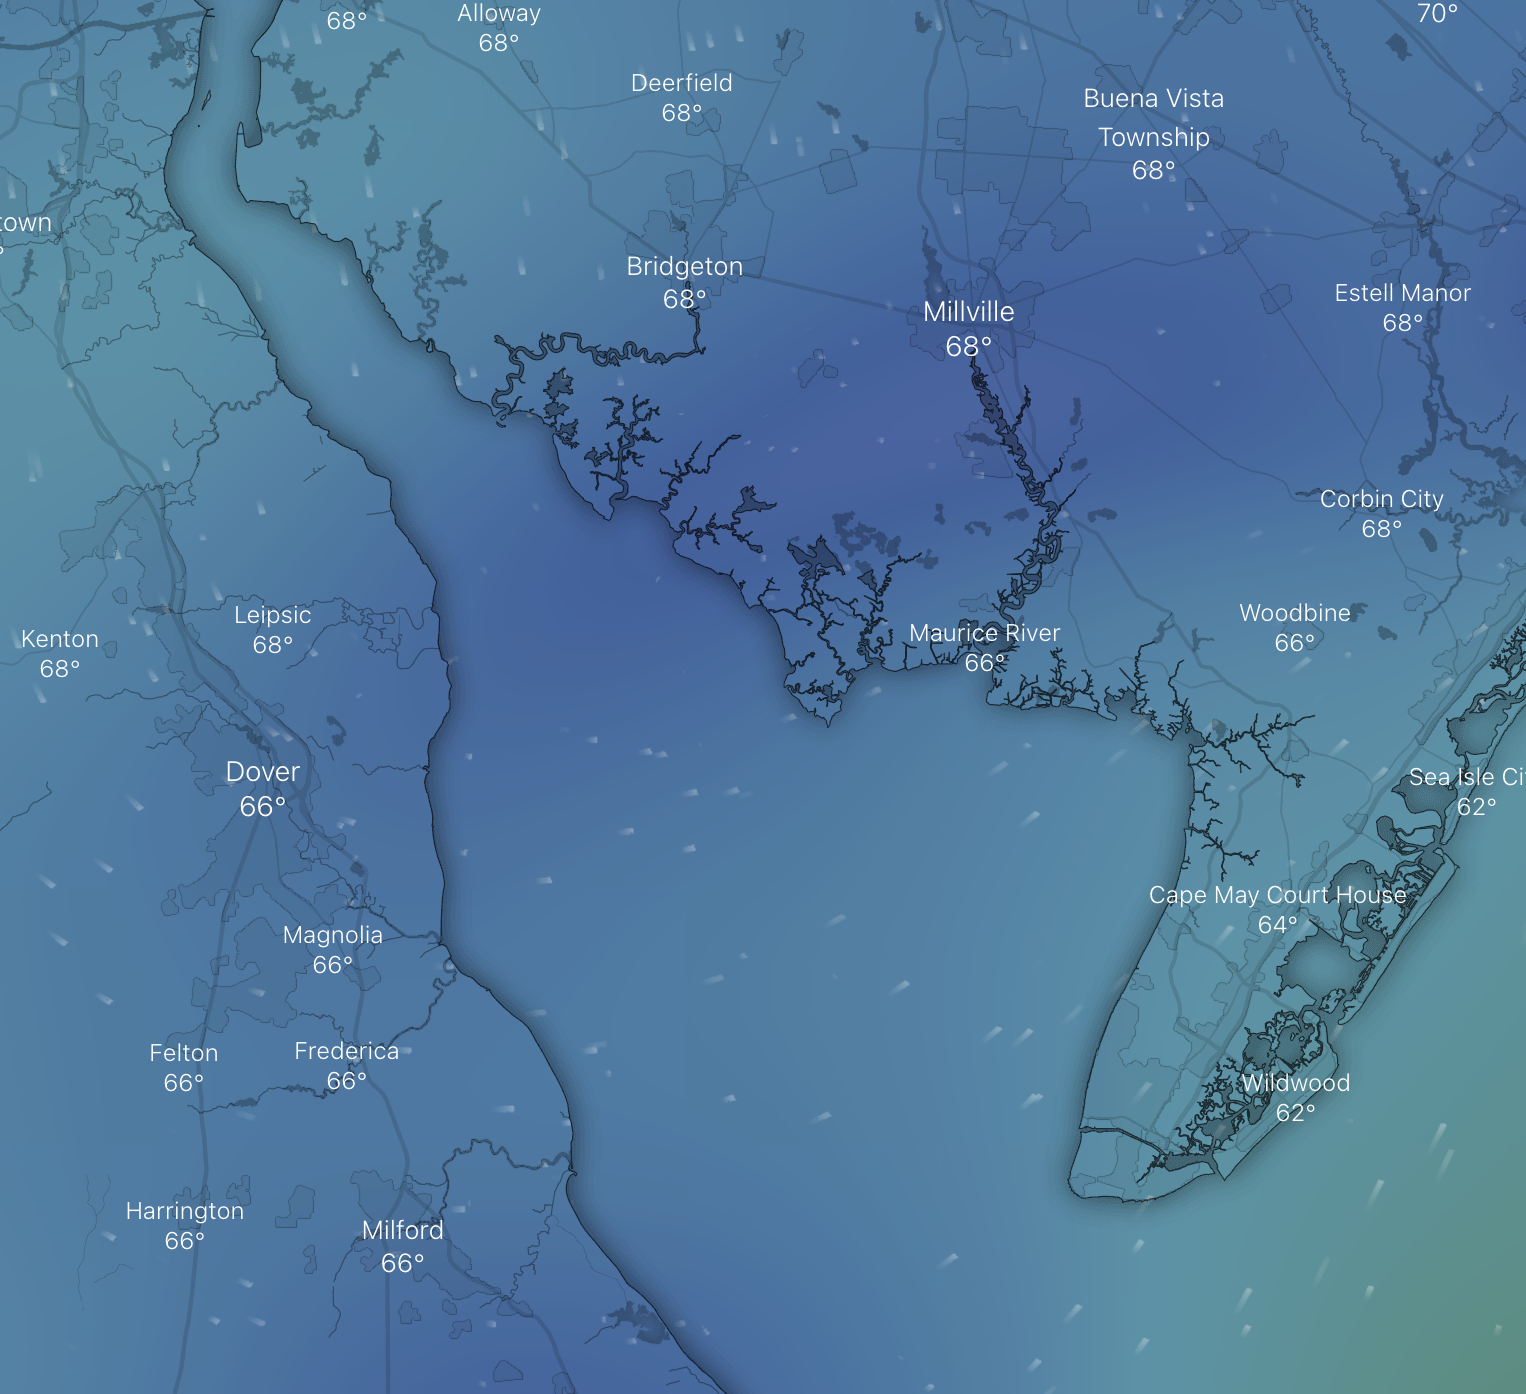 68°
Alloway
68°
70°
Deerfield
68°
Buena Vista
Township
68°
town
Bridgeton
68°
Millville
68°
Estell Manor
68°
Corbin City
68°
Leipsic
68°
Kenton
68°
Maurice River
66°
Woodbine
66°
Dover
66°
Sea Isle Ci
62°
Cape May Court House
64°
Magnolia
66°
Felton
66°
Frederica
66°
Wildwood
62°
Harrington
66°
Milford
66°